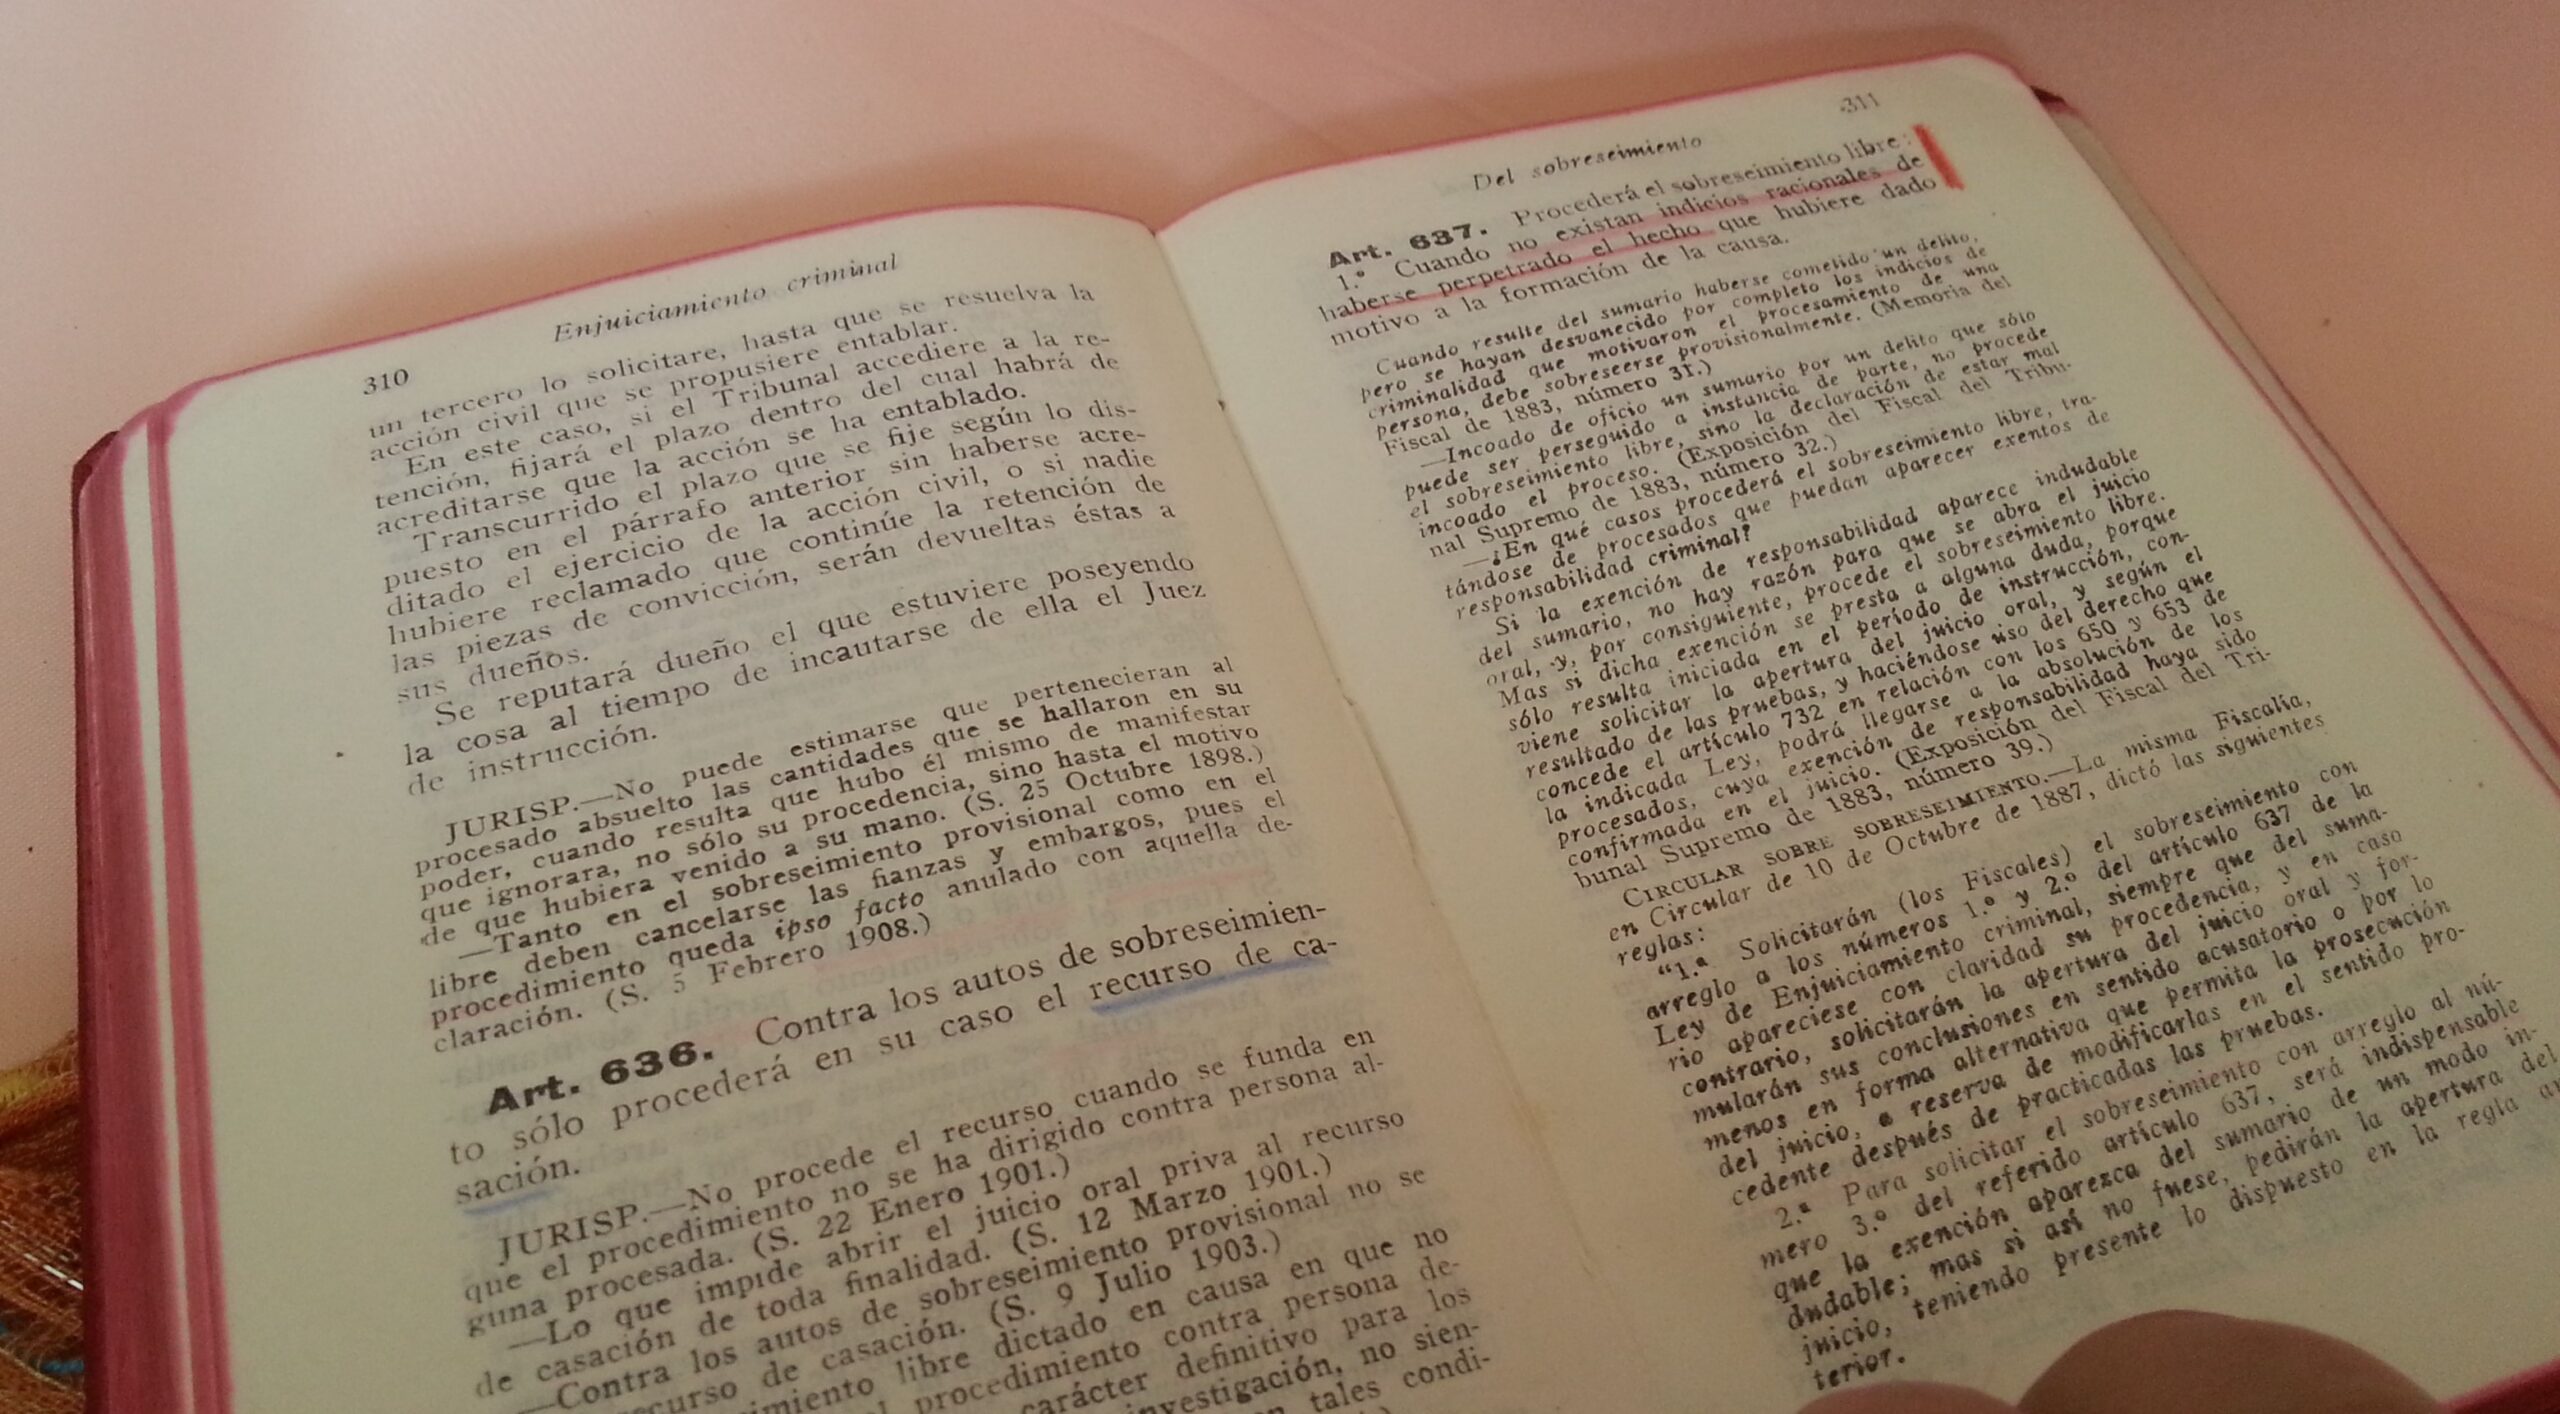 310
Enjuiciamiento criminal
un tercero lo solicitare, hasta que se resuelva la
acción civil que se propusiere entablar.
En este caso, si el Tribunal accediere a la re-
tención, fijará el plazo dentro del cual habrá de
acreditarse que la acción se ha entablado.
Transcurrido el plazo que se fije según lo dis-
puesto en el párrafo anterior sin haberse acre-
ditado el ejercicio de la acción civil, o si nadie
hubiere reclamado que continúe la retención de
las piezas de convicción, serán devueltas éstas a
sus dueños.
Se reputará dueño el que estuviere poseyendo
la cosa al tiempo de incautarse de ella el Juez
de instrucción.
JURISP.—No puede estimarse que pertenecieran al
procesado absuelto las cantidades que se hallaron en su
poder, cuando resulta que hubo él mismo de manifestar
que ignorara, no sólo su procedencia, sino hasta el motivo
de que hubiera venido a su mano. (S. 25 Octubre 1898.)
—Tanto en el sobreseimiento provisional como en el
libre deben cancelarse las fianzas y embargos, pues el
procedimiento queda ipso facto anulado con aquella de-
claración. (S. 5 Febrero 1908.)
Art. 636. Contra los autos de sobreseimien-
to sólo procederá en su caso el recurso de ca-
sación.
JURISP.—No procede el recurso cuando se funda en
que el procedimiento no se ha dirigido contra persona al-
guna procesada. (S. 22 Enero 1901.)
—Lo que impide abrir el juicio oral priva al recurso
de casación de toda finalidad. (S. 12 Marzo 1901.)
—Contra los autos de sobreseimiento provisional no se
recurso de casación. (S. 9 Julio 1903.)
libre dictado en causa en que no
procedimiento contra persona de-
carácter definitivo para los
investigación, no sien-
tales condi-
Del sobreseimiento
311
Art. 637. Procederá el sobreseimiento libre:
1.º Cuando no existan indicios racionales de
haberse perpetrado el hecho que hubiere dado
motivo a la formación de la causa.
Cuando resulte del sumario haberse cometido un delito,
pero se hayan desvanecido por completo los indicios de
criminalidad que motivaron el procesamiento de una
persona, debe sobreseerse provisionalmente. (Memoria del
Fiscal de 1883, número 31.)
—Incoado de oficio un sumario por un delito que sólo
puede ser perseguido a instancia de parte, no procede
el sobreseimiento libre, sino la declaración de estar mal
incoado el proceso. (Exposición del Fiscal del Tribu-
nal Supremo de 1883, número 32.)
—¿En qué casos procederá el sobreseimiento libre, tra-
tándose de procesados que puedan aparecer exentos de
responsabilidad criminal?
Si la exención de responsabilidad aparece indudable
del sumario, no hay razón para que se abra el juicio
oral, y, por consiguiente, procede el sobreseimiento libre.
Mas si dicha exención se presta a alguna duda, porque
sólo resulta iniciada en el período de instrucción, con-
viene solicitar la apertura del juicio oral, y según el
resultado de las pruebas, y haciéndose uso del derecho que
concede el artículo 732 en relación con los 650 y 653 de
la indicada Ley, podrá llegarse a la absolución de los
procesados, cuya exención de responsabilidad haya sido
confirmada en el juicio. (Exposición del Fiscal del Tri-
bunal Supremo de 1883, número 39.)
CIRCULAR SOBRE SOBRESEIMIENTO.—La misma Fiscalía,
en Circular de 10 de Octubre de 1887, dictó las siguientes
reglas:
“1.ª Solicitarán (los Fiscales) el sobreseimiento con
arreglo a los números 1.º y 2.º del artículo 637 de la
Ley de Enjuiciamiento criminal, siempre que del suma-
rio apareciese con claridad su procedencia, y en caso
contrario, solicitarán la apertura del juicio oral y for-
mularán sus conclusiones en sentido acusatorio o por lo
menos en forma alternativa que permita la prosecución
del juicio, a reserva de modificarlas en el sentido pro-
cedente después de practicadas las pruebas.
2.ª Para solicitar el sobreseimiento con arreglo al nú-
mero 3.º del referido artículo 637, será indispensable
que la exención aparezca del sumario de un modo in-
dudable; mas si así no fuese, pedirán la apertura del
juicio, teniendo presente lo dispuesto en la regla an
terior.